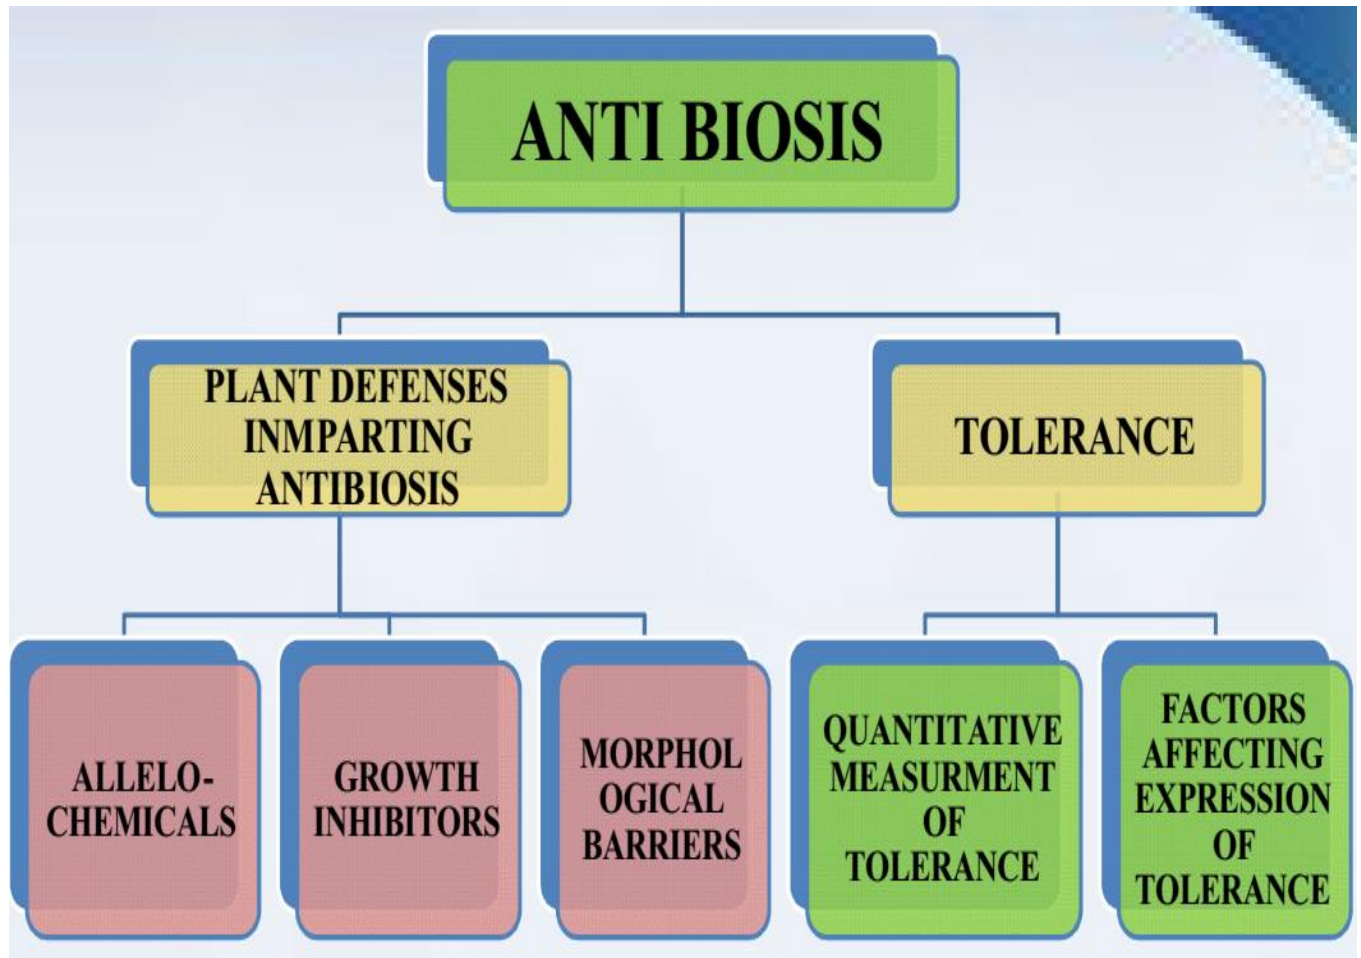 ANTI BIOSIS
PLANT DEFENSES
INMPARTING
ANTIBIOSIS
TOLERANCE
ALLELO-
CHEMICALS
GROWTH
INHIBITORS
MORPHOL
OGICAL
BARRIERS
QUANTITATIVE
MEASURMENT
OF
TOLERANCE
FACTORS
AFFECTING
EXPRESSION
OF
TOLERANCE